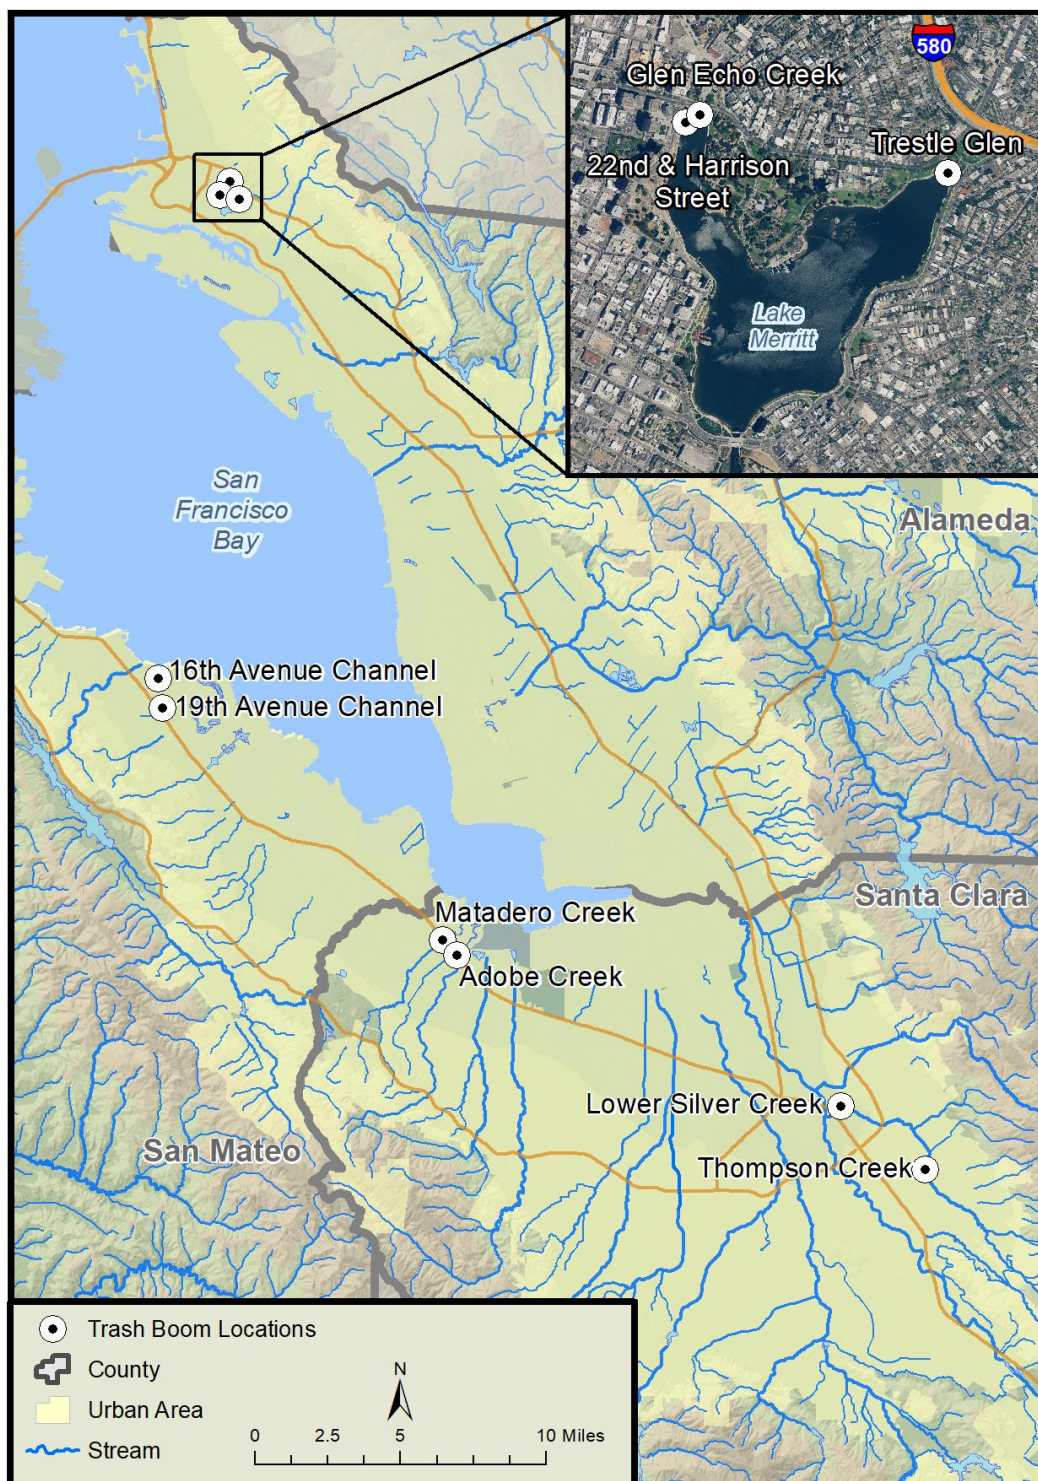 580
Glen Echo Creek
Trestle Glen
22nd & Harrison
Street
Lake
Merritt
San
Francisco
Bay
Alameda
16th Avenue Channel
19th Avenue Channel
Santa Clara
Matadero Creek
Adobe Creek
Lower Silver Creek
San Mateo
Thompson Creek
Trash Boom Locations
County
Urban Area
Stream
N
0 2.5 5 10 Miles